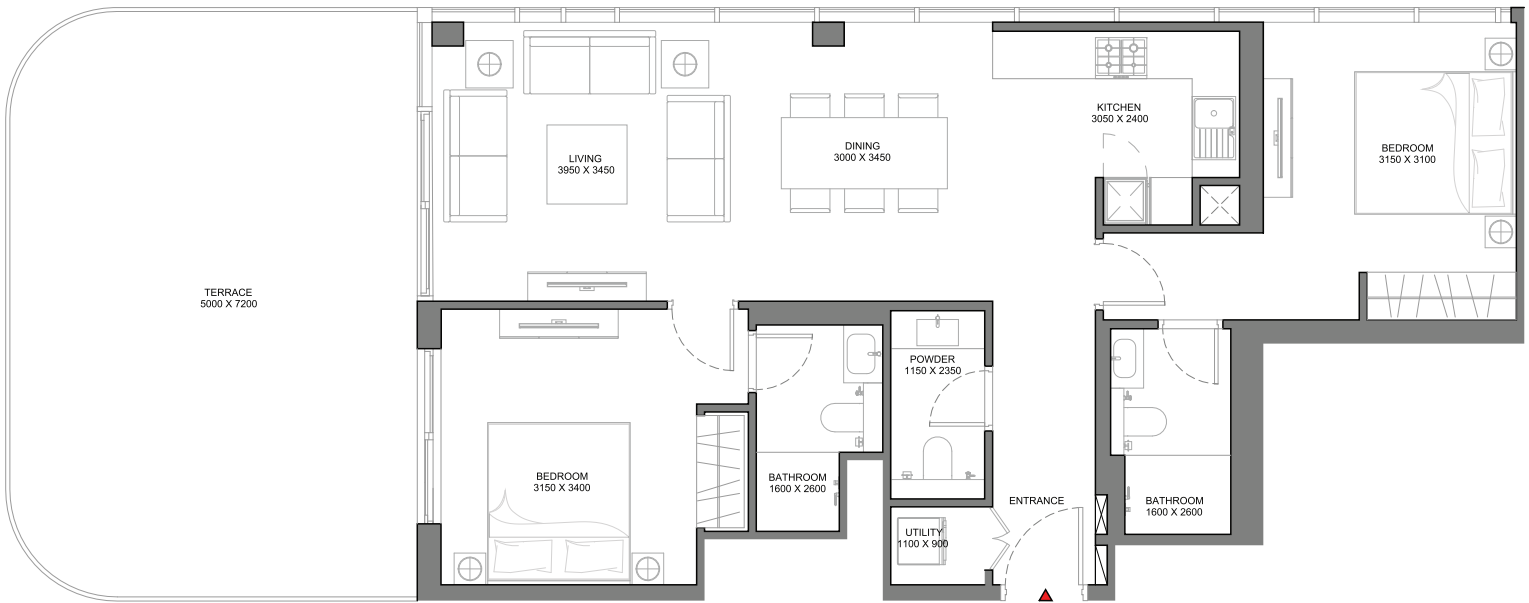 KITCHEN
3050 X 2400
DINING
3000 X 3450
BEDROOM
3150 X 3100
LIVING
3950 X 3450
TERRACE
5000 X 7200
POWDER
1150 X 2350
BEDROOM
3150 X 3400
BATHROOM
1600 X 2600
ENTRANCE
BATHROOM
1600 X 2600
UTILITY
1100 X 900